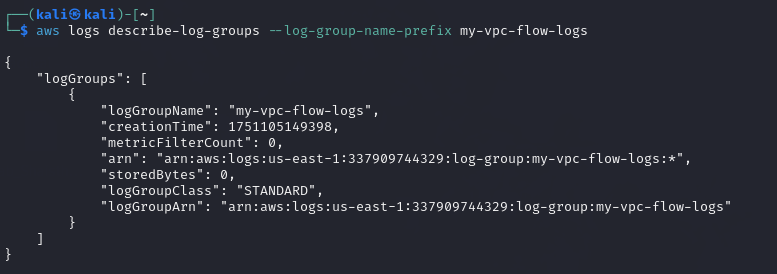 ┌──(kali㉿kali)-[~]
└─$ aws logs describe-log-groups --log-group-name-prefix my-vpc-flow-logs
{
    "logGroups": [
        {
            "logGroupName": "my-vpc-flow-logs",
            "creationTime": 1751105149398,
            "metricFilterCount": 0,
            "arn": "arn:aws:logs:us-east-1:337909744329:log-group:my-vpc-flow-logs:*",
            "storedBytes": 0,
            "logGroupClass": "STANDARD",
            "logGroupArn": "arn:aws:logs:us-east-1:337909744329:log-group:my-vpc-flow-logs"
        }
    ]
}